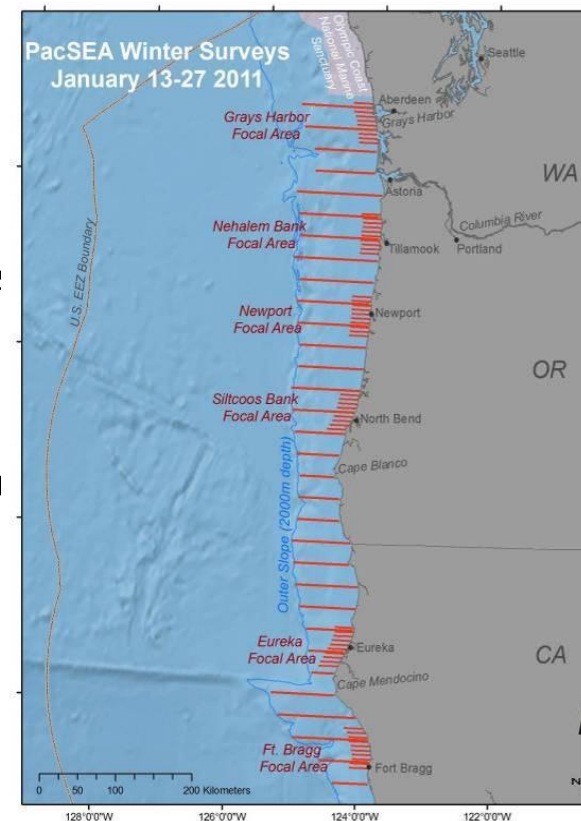 PacSEA Winter Surveys
January 13-27 2011
Olympic Coast
National Marine
Sanctuary
Seattle
Aberdeen
Grays Harbor
Grays Harbor
Focal Area
WA
Astoria
Columbia River
Nehalem Bank
Focal Area
Tillamook
Portland
U.S. EEZ Boundary
Newport
Focal Area
Newport
OR
Siltcoos Bank
Focal Area
North Bend
Cape Blanco
Outer Slope (2000m depth)
Eureka
Focal Area
Eureka
CA
Cape Mendocino
Ft. Bragg
Focal Area
Fort Bragg
0 50 100 200 Kilometers
N
128°0'0"W 126°0'0"W 124°0'0"W 122°0'0"W